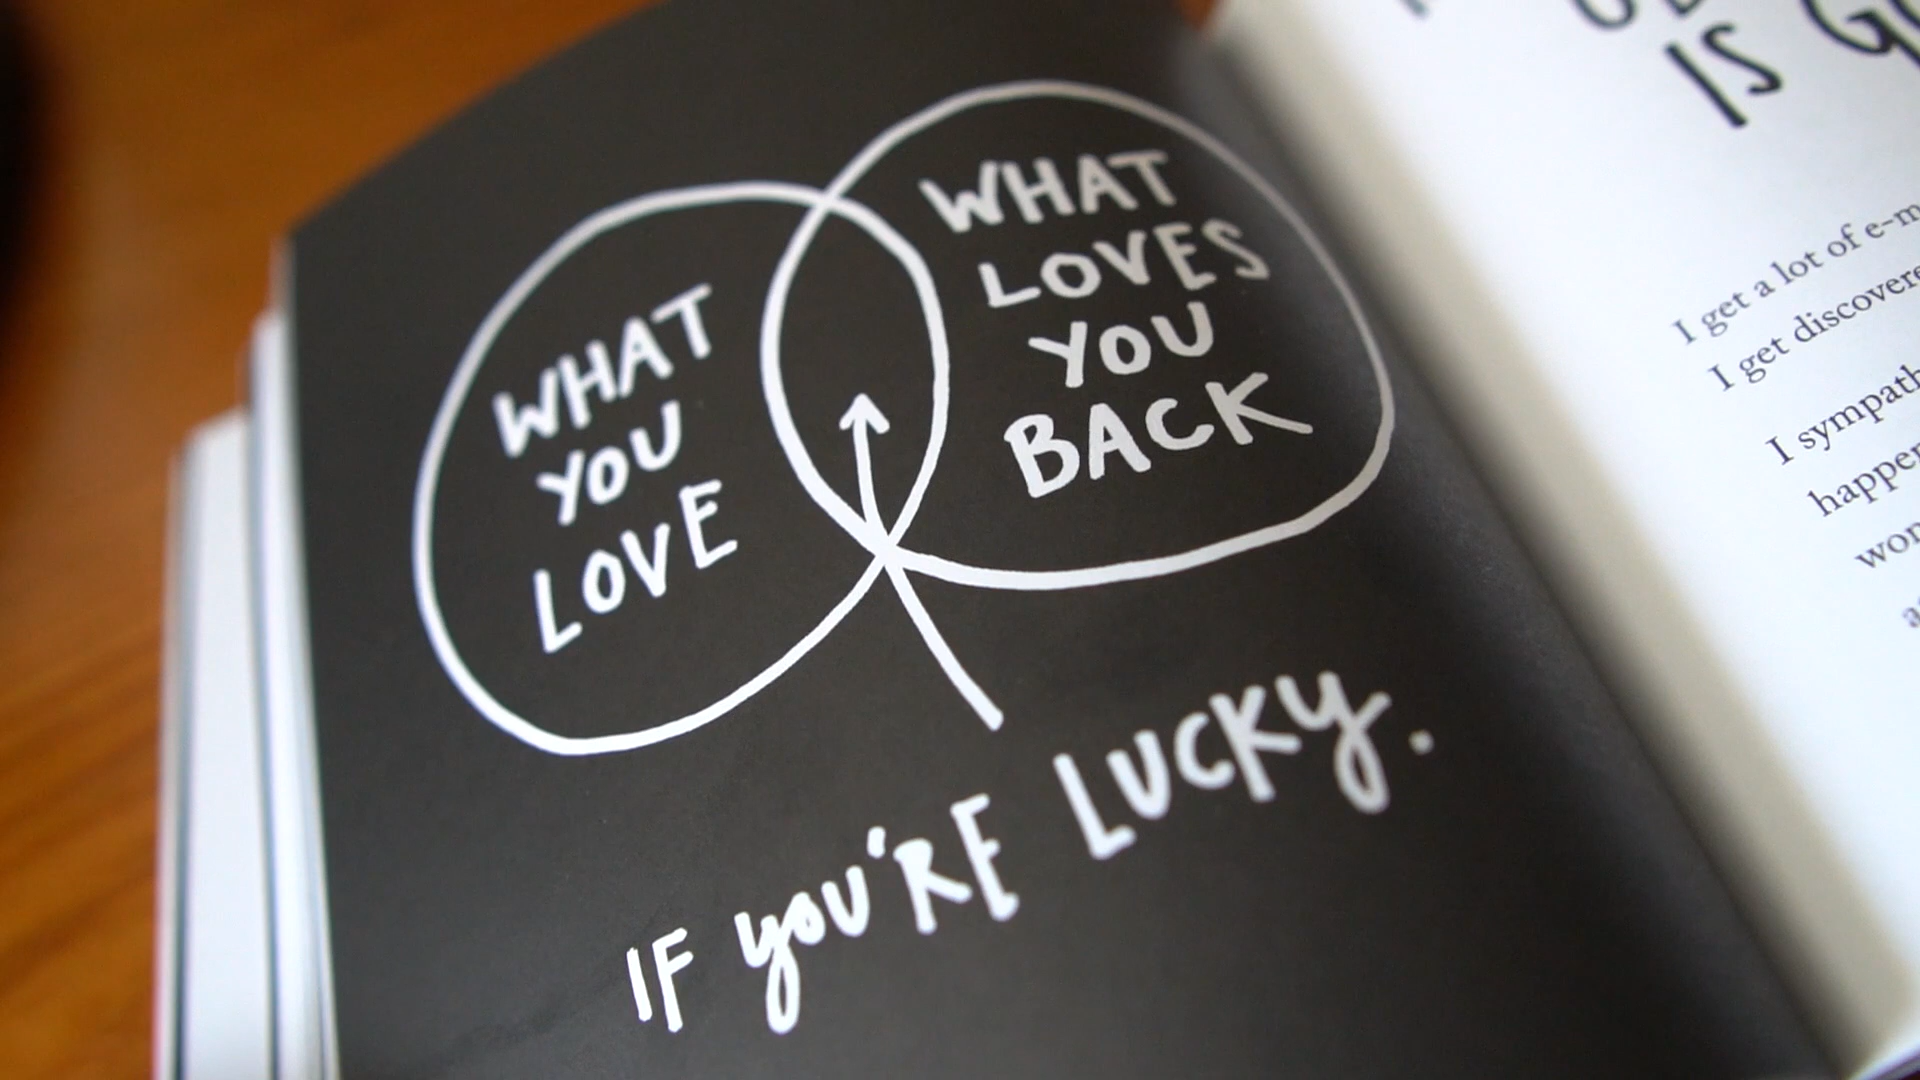 WHAT
YOU
LOVE
WHAT
LOVES
YOU
BACK
IF YOU'RE LUCKY.
IS
I get a lot of
I get
I